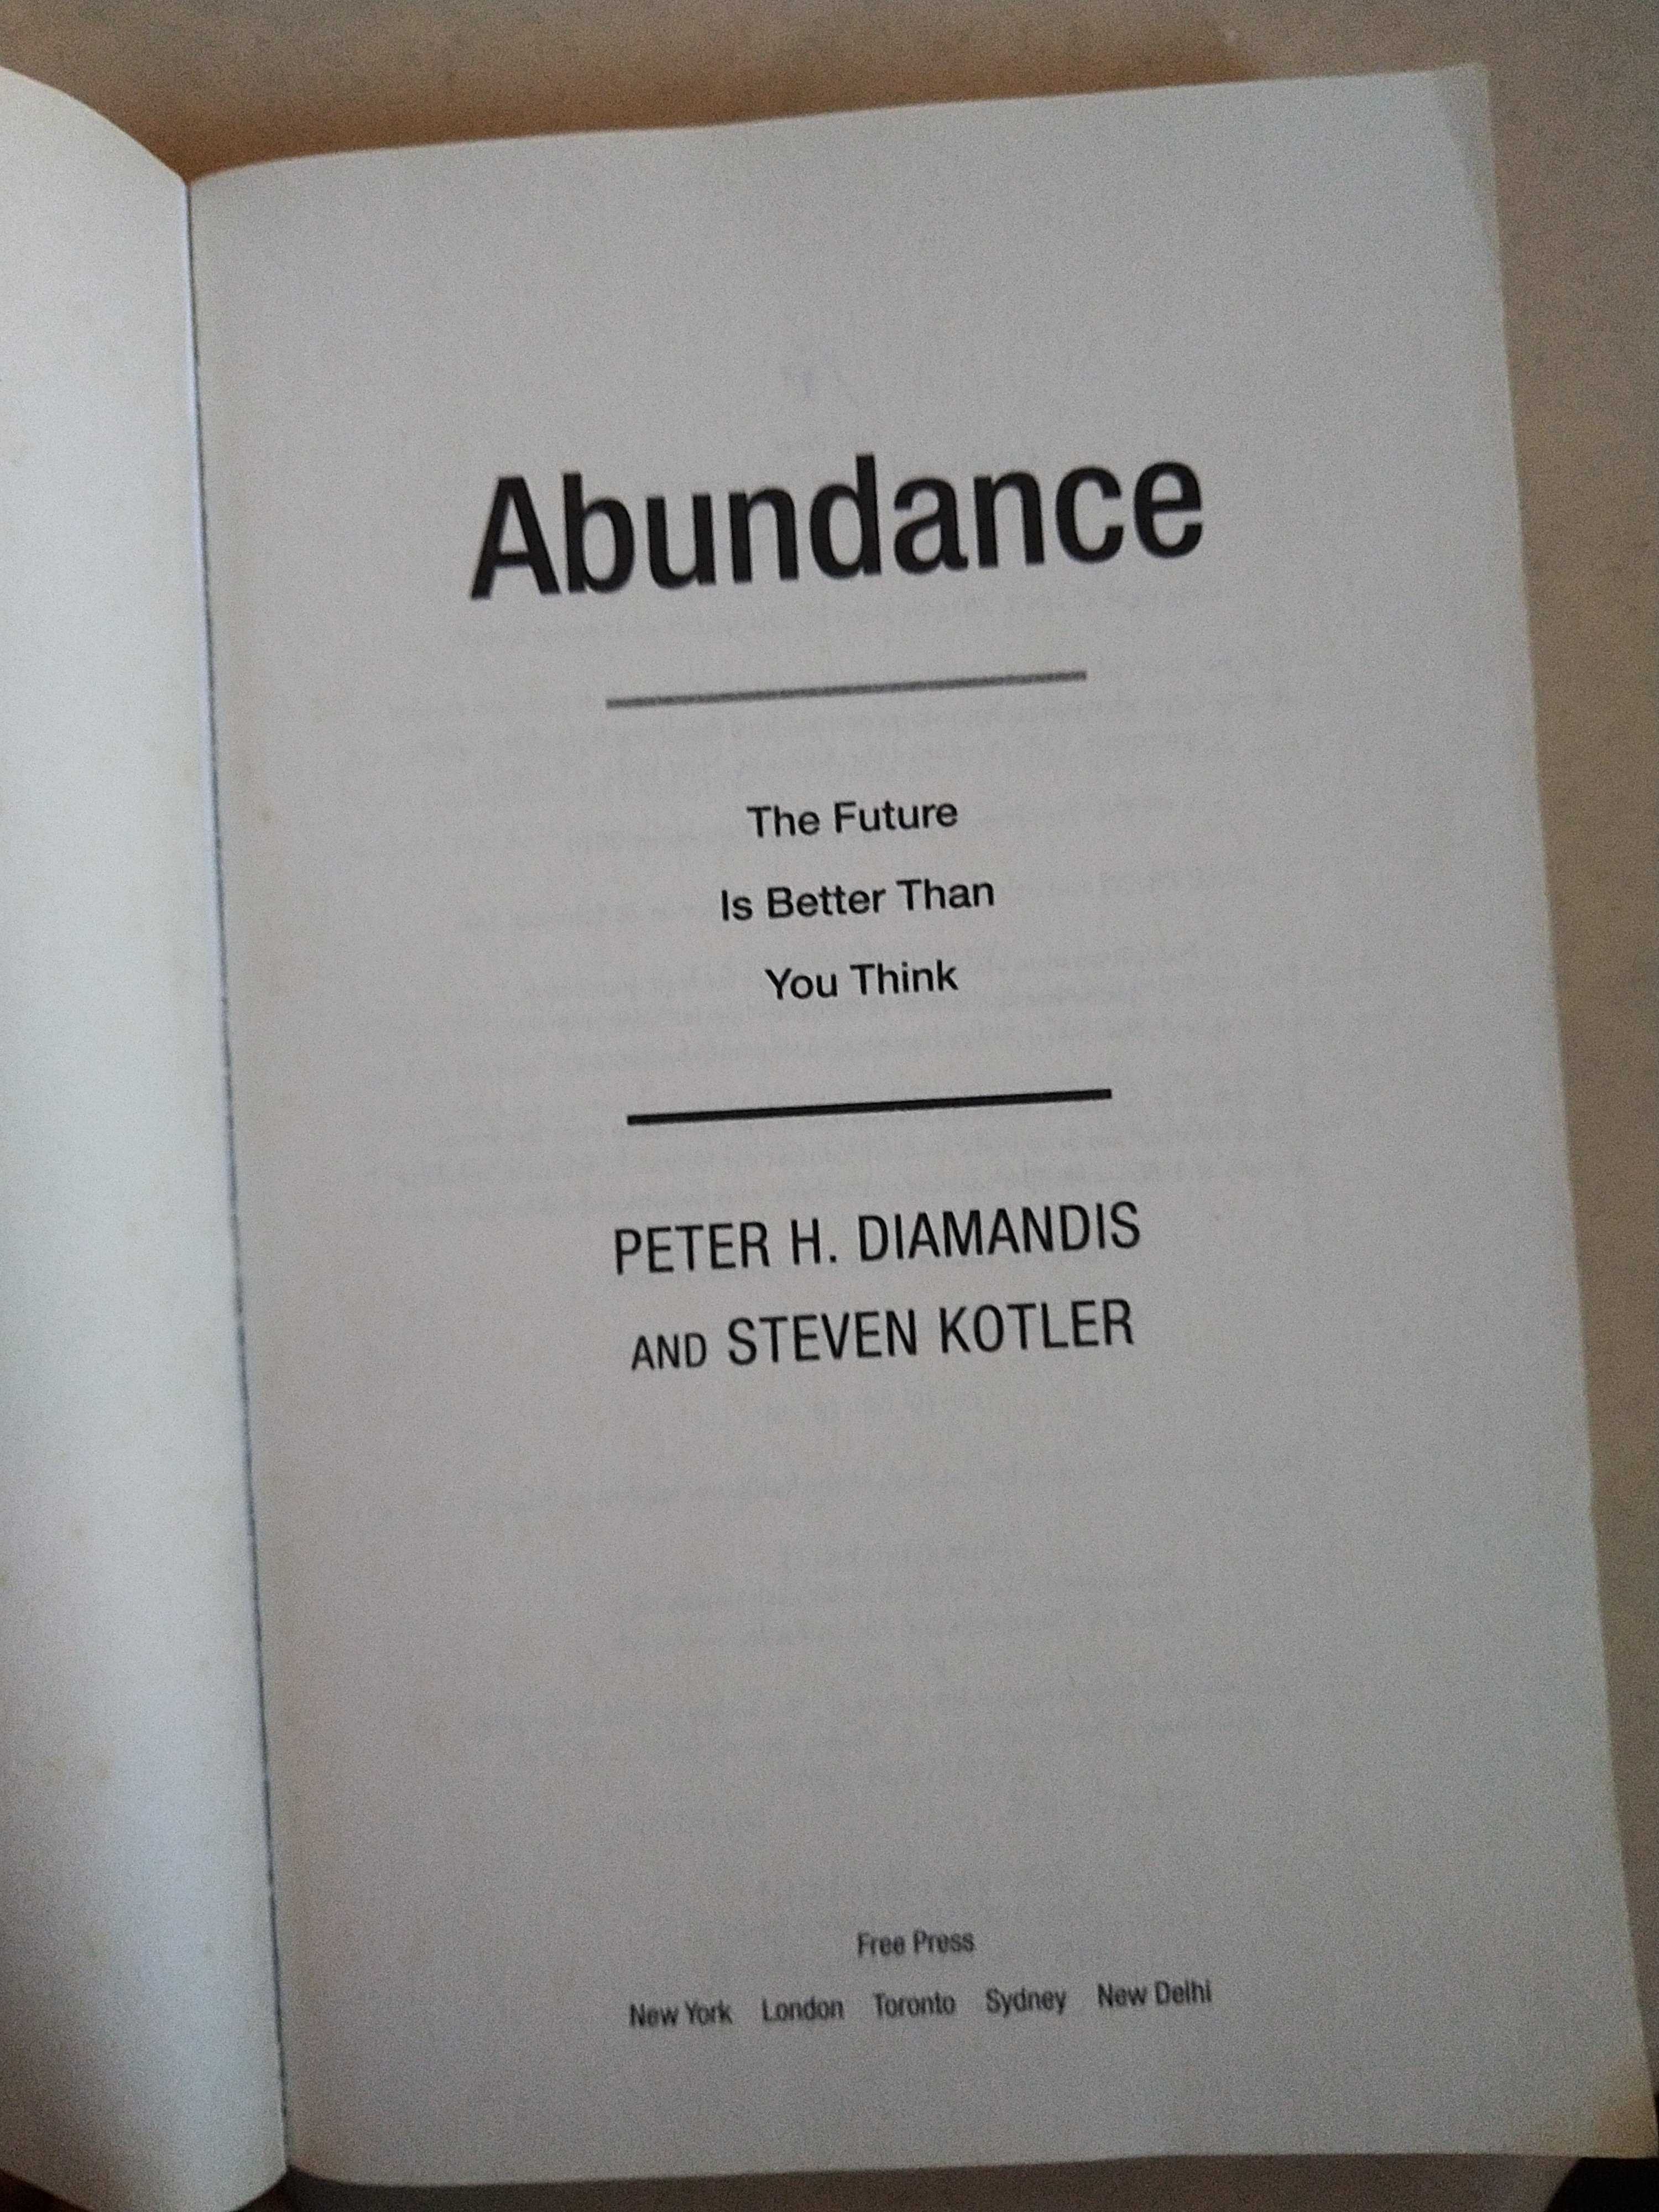 Abundance
The Future
Is Better Than
You Think
PETER H. DIAMANDIS
AND STEVEN KOTLER
Free Press
New York London Toronto Sydney New Delhi